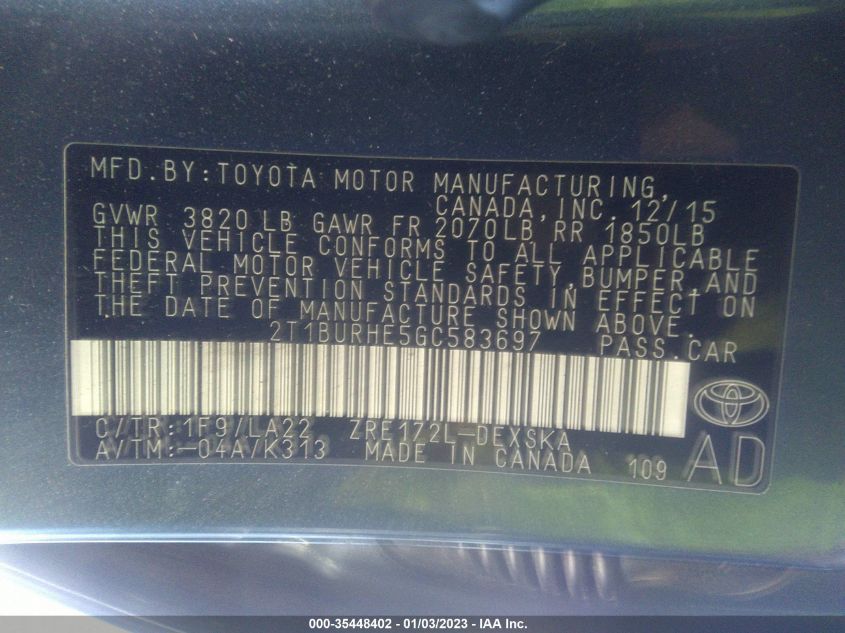 MFD.BY:TOYOTA MOTOR MANUFACTURING,
CANADA,INC. 12/15
GVWR 3820 LB GAWR FR 2070LB RR 1850LB
THIS VEHICLE CONFORMS TO ALL APPLICABLE
FEDERAL MOTOR VEHICLE SAFETY,BUMPER,AND
THEFT PREVENTION STANDARDS IN EFFECT ON
THE DATE OF MANUFACTURE SHOWN ABOVE.
2T1BURHE5GC583697 PASS.CAR
C/TR:1F9/LA22 ZRE172L-DEXSKA
A/TM:-04A/K313 MADE IN CANADA 109
AD
000-35448402 - 01/03/2023 - IAA Inc.